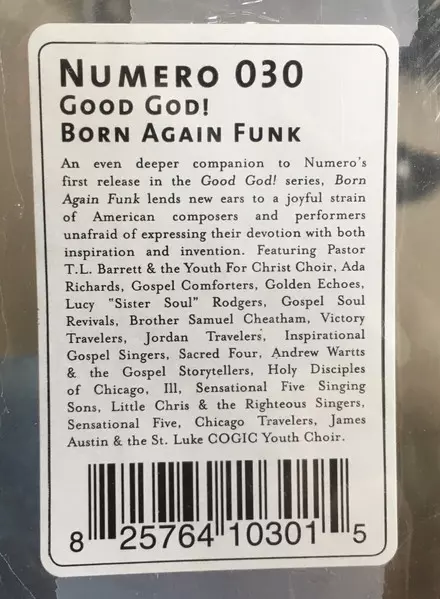 NUMERO 030
GOOD GOD!
BORN AGAIN FUNK
An even deeper companion to Numero's
first release in the Good God! series, Born
Again Funk lends new ears to a joyful strain
of American composers and performers
unafraid of expressing their devotion with both
inspiration and invention. Featuring Pastor
T.L. Barrett & the Youth For Christ Choir, Ada
Richards, Gospel Comforters, Golden Echoes,
Lucy "Sister Soul" Rodgers, Gospel Soul
Revivals, Brother Samuel Cheatham, Victory
Travelers, Jordan Travelers, Inspirational
Gospel Singers, Sacred Four, Andrew Wartts
& the Gospel Storytellers, Holy Disciples
of Chicago, Ill, Sensational Five Singing
Sons, Little Chris & the Righteous Singers,
Sensational Five, Chicago Travelers, James
Austin & the St. Luke COGIC Youth Choir.
8 25764 10301 5